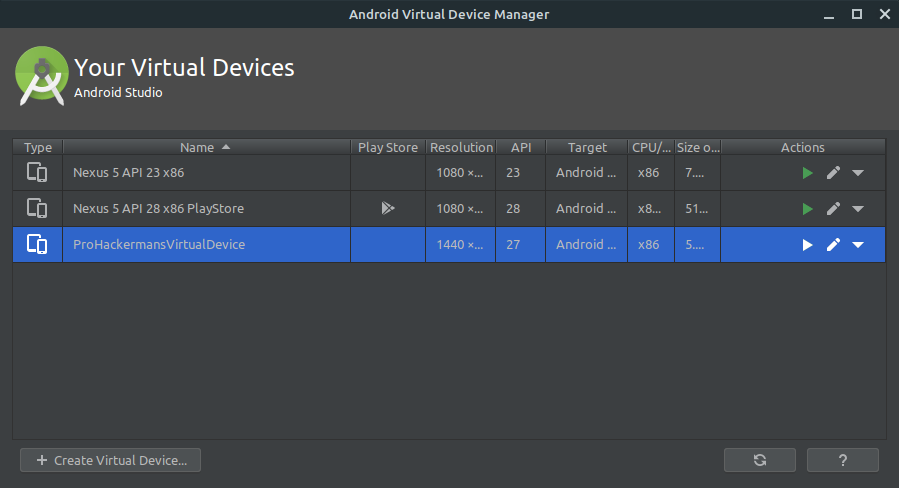 Android Virtual Device Manager
Your Virtual Devices
Android Studio
Type Name Play Store Resolution API Target CPU/... Size o... Actions
Nexus 5 API 23 x86 1080 ×... 23 Android ... x86 7....
Nexus 5 API 28 x86 PlayStore 1080 ×... 28 Android ... x8... 51...
ProHackermansVirtualDevice 1440 ×... 27 Android ... x86 5....
+ Create Virtual Device... ?